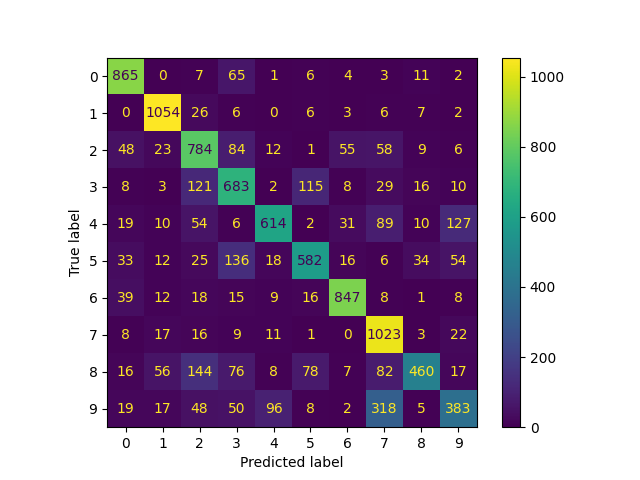 0 865 0 7 65 1 6 4 3 11 2
1 0 1054 26 6 0 6 3 6 7 2
2 48 23 784 84 12 1 55 58 9 6
3 8 3 121 683 2 115 8 29 16 10
4 19 10 54 6 614 2 31 89 10 127
5 33 12 25 136 18 582 16 6 34 54
6 39 12 18 15 9 16 847 8 1 8
7 8 17 16 9 11 1 0 1023 3 22
8 16 56 144 76 8 78 7 82 460 17
9 19 17 48 50 96 8 2 318 5 383
0 1 2 3 4 5 6 7 8 9
Predicted label
True label
1000
800
600
400
200
0